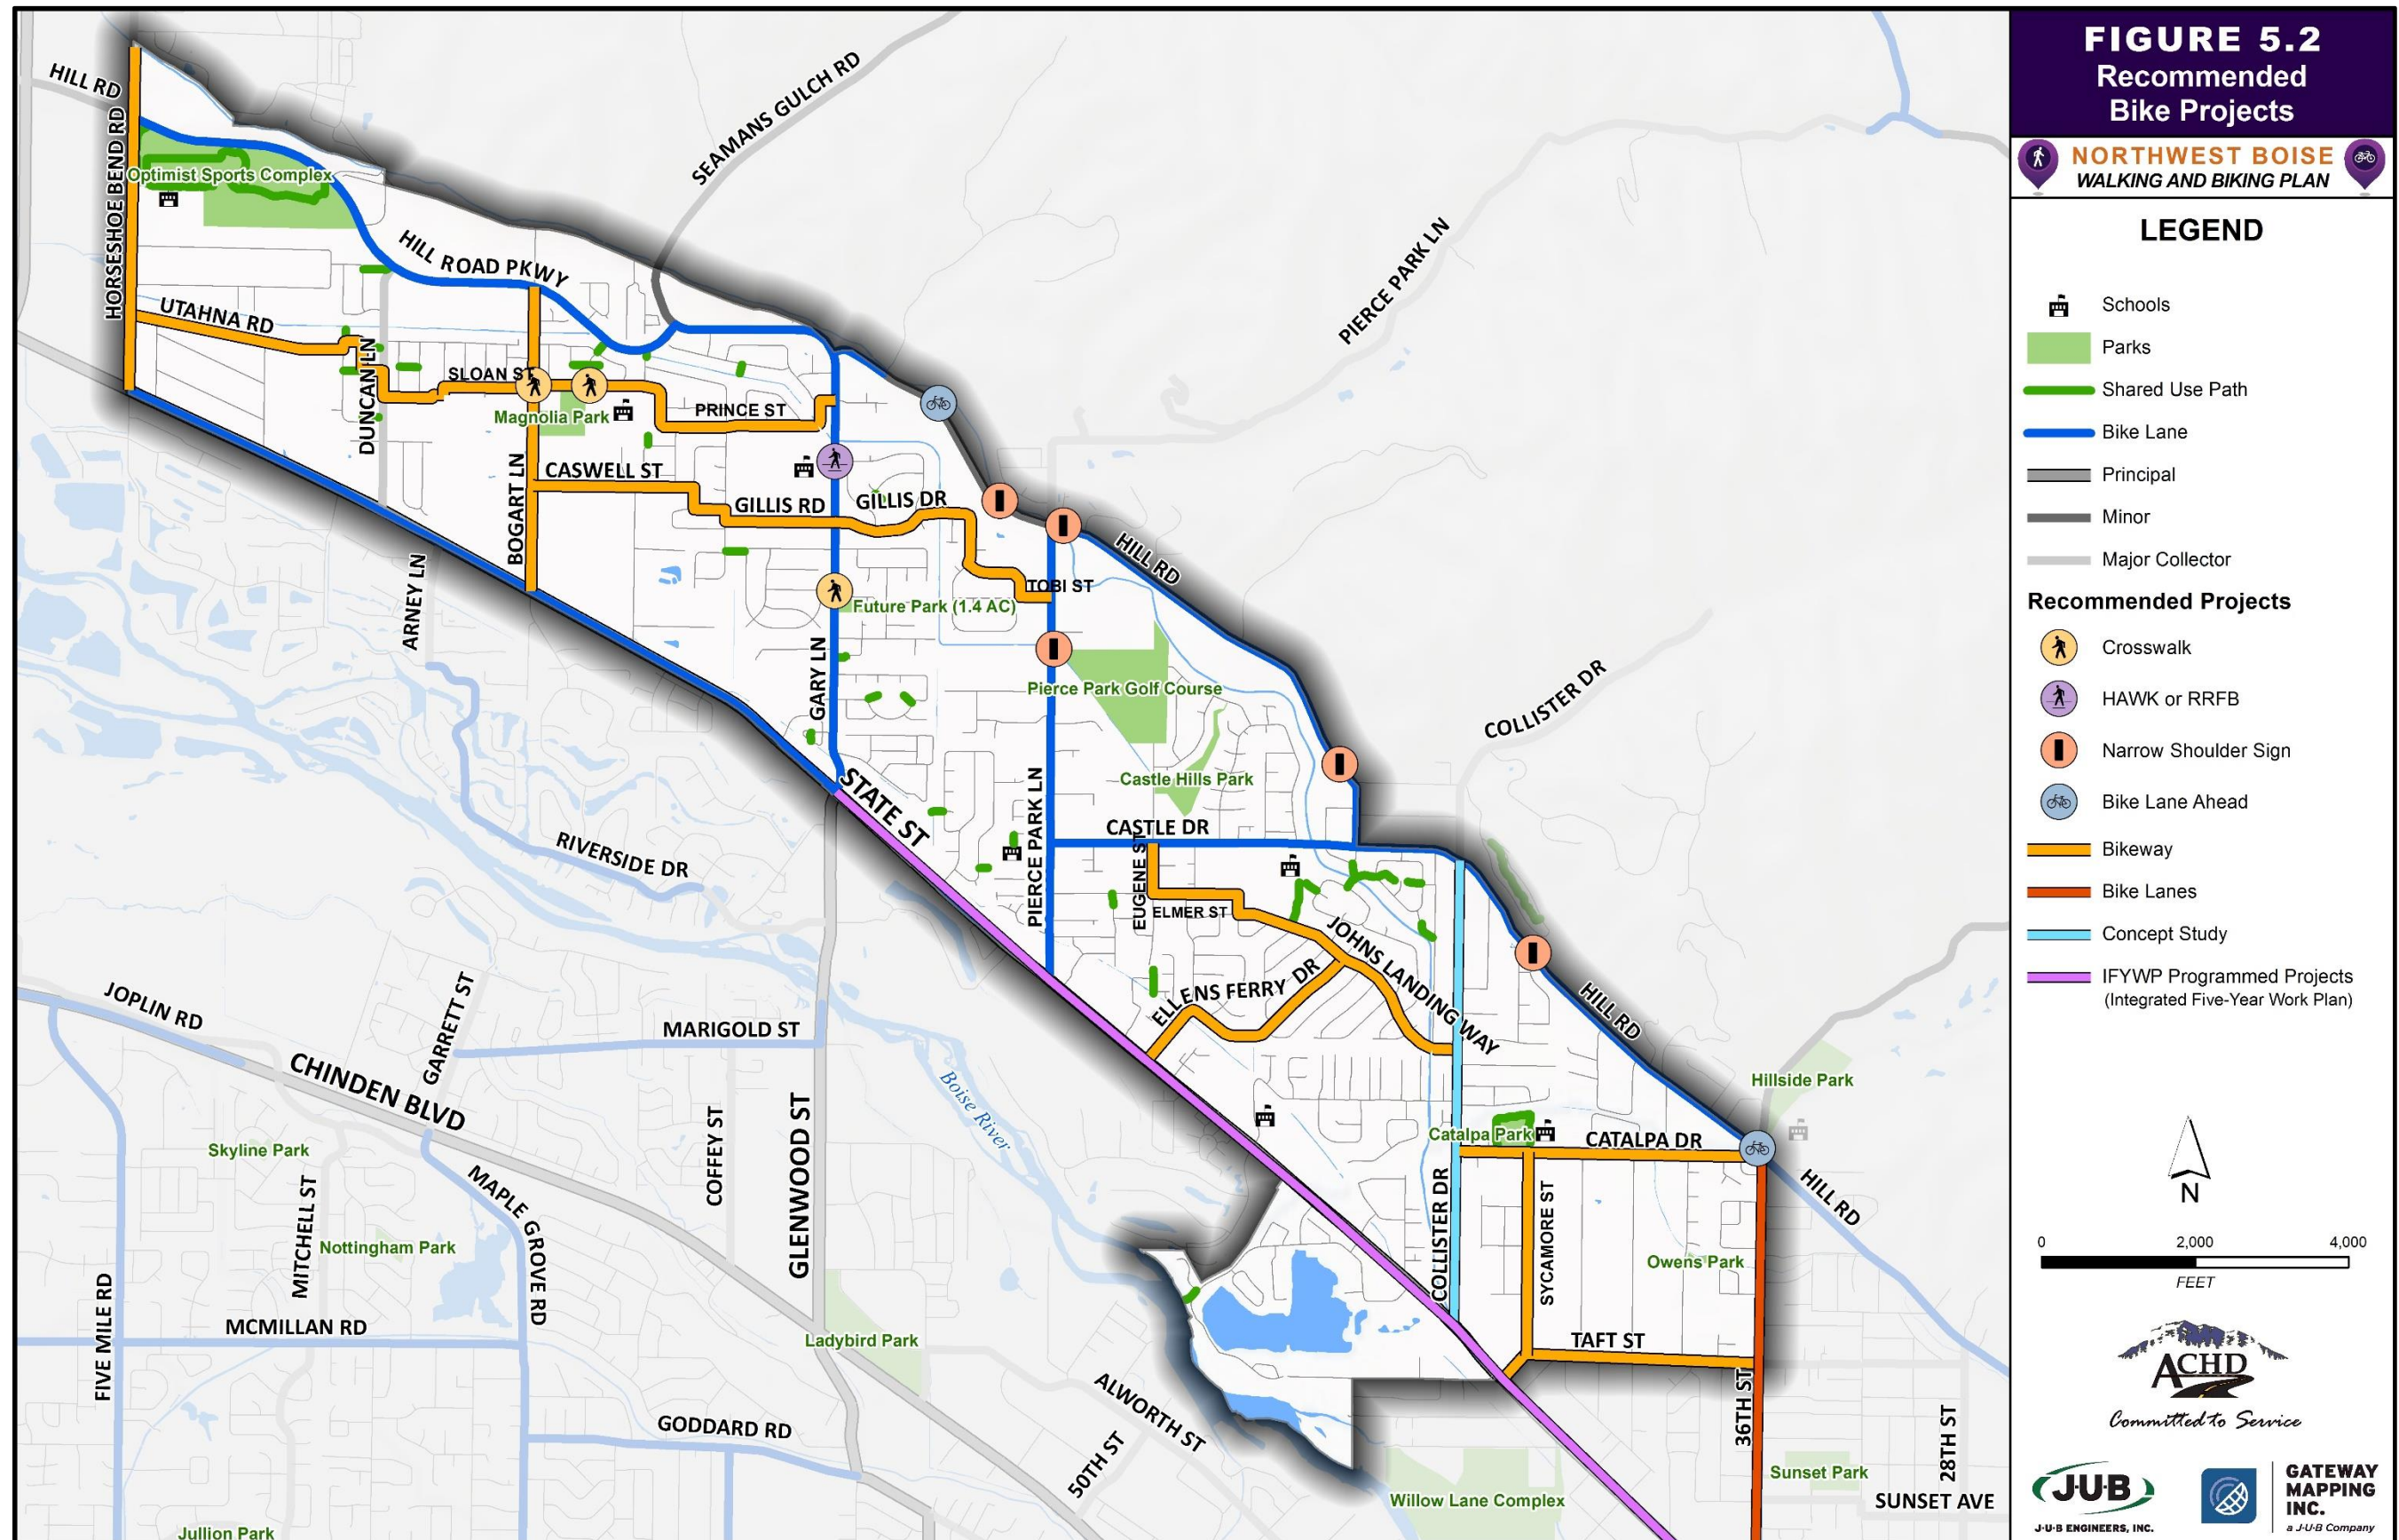 FIGURE 5.2
Recommended
Bike Projects
NORTHWEST BOISE
WALKING AND BIKING PLAN
LEGEND
Schools
Parks
Shared Use Path
Bike Lane
Principal
Minor
Major Collector
Recommended Projects
Crosswalk
HAWK or RRFB
Narrow Shoulder Sign
Bike Lane Ahead
Bikeway
Bike Lanes
Concept Study
IFYWP Programmed Projects
(Integrated Five-Year Work Plan)
N
0 2,000 4,000
FEET
ACHD
Committed to Service
J·U·B
J·U·B ENGINEERS, INC.
GATEWAY
MAPPING
INC.
a J·U·B Company
HILL RD
HORSESHOE BEND RD
SEAMANS GULCH RD
Optimist Sports Complex
HILL ROAD PKWY
PIERCE PARK LN
UTAHNA RD
DUNCAN LN
SLOAN ST
Magnolia Park
PRINCE ST
BOGART LN
CASWELL ST
GILLIS RD
GILLIS DR
HILL RD
ARNEY LN
TOBI ST
Future Park (1.4 AC)
GARY LN
Pierce Park Golf Course
COLLISTER DR
Castle Hills Park
STATE ST
PIERCE PARK LN
CASTLE DR
EUGENE ST
RIVERSIDE DR
ELMER ST
JOHNS LANDING WAY
ELLENS FERRY DR
HILL RD
JOPLIN RD
GARRETT ST
MARIGOLD ST
CHINDEN BLVD
Boise River
Hillside Park
Skyline Park
COFFEY ST
GLENWOOD ST
Catalpa Park
CATALPA DR
HILL RD
MITCHELL ST
MAPLE GROVE RD
Nottingham Park
COLLISTER DR
SYCAMORE ST
Owens Park
FIVE MILE RD
MCMILLAN RD
Ladybird Park
TAFT ST
ALWORTH ST
36TH ST
28TH ST
GODDARD RD
50TH ST
Sunset Park
Willow Lane Complex
SUNSET AVE
Jullion Park